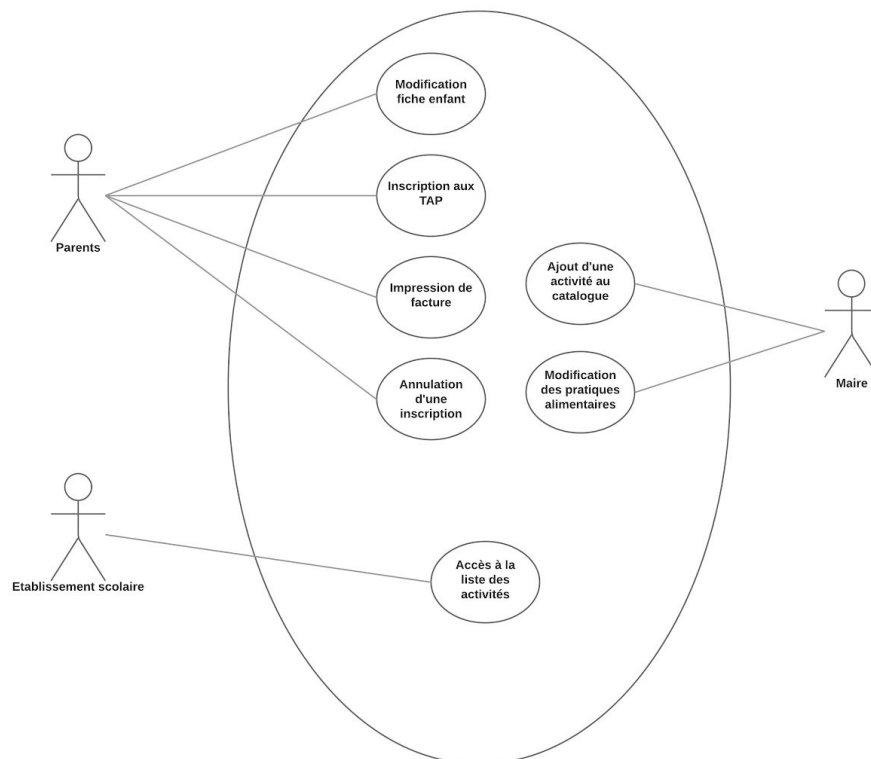 Modification
fiche enfant
Inscription aux
TAP
Parents
Impression de
facture
Ajout d'une
activité au
catalogue
Annulation
d'une
inscription
Modification
des pratiques
alimentaires
Maire
Etablissement scolaire
Accès à la
liste des
activités